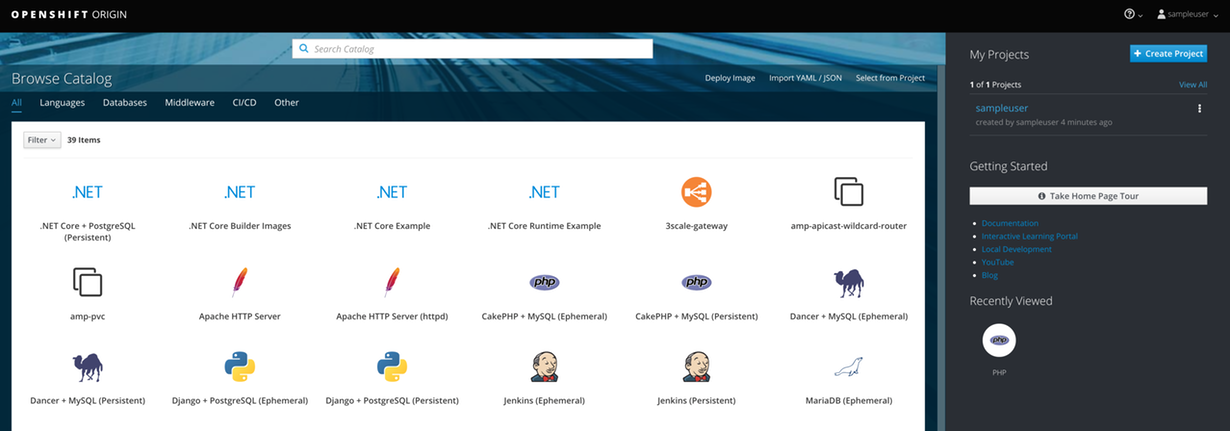 OPENSHIFT ORIGIN
sampleuser
Search Catalog
Browse Catalog
Deploy Image Import YAML / JSON Select from Project
All Languages Databases Middleware CI/CD Other
Filter 39 Items
.NET .NET .NET .NET
.NET Core + PostgreSQL (Persistent)
.NET Core Builder Images
.NET Core Example
.NET Core Runtime Example
3scale-gateway
amp-apicast-wildcard-router
php php
amp-pvc
Apache HTTP Server
Apache HTTP Server (httpd)
CakePHP + MySQL (Ephemeral)
CakePHP + MySQL (Persistent)
Dancer + MySQL (Ephemeral)
Dancer + MySQL (Persistent)
Django + PostgreSQL (Ephemeral)
Django + PostgreSQL (Persistent)
Jenkins (Ephemeral)
Jenkins (Persistent)
MariaDB (Ephemeral)
My Projects
+ Create Project
1 of 1 Projects View All
sampleuser
created by sampleuser 4 minutes ago
Getting Started
Take Home Page Tour
Documentation
Interactive Learning Portal
Local Development
YouTube
Blog
Recently Viewed
php
PHP